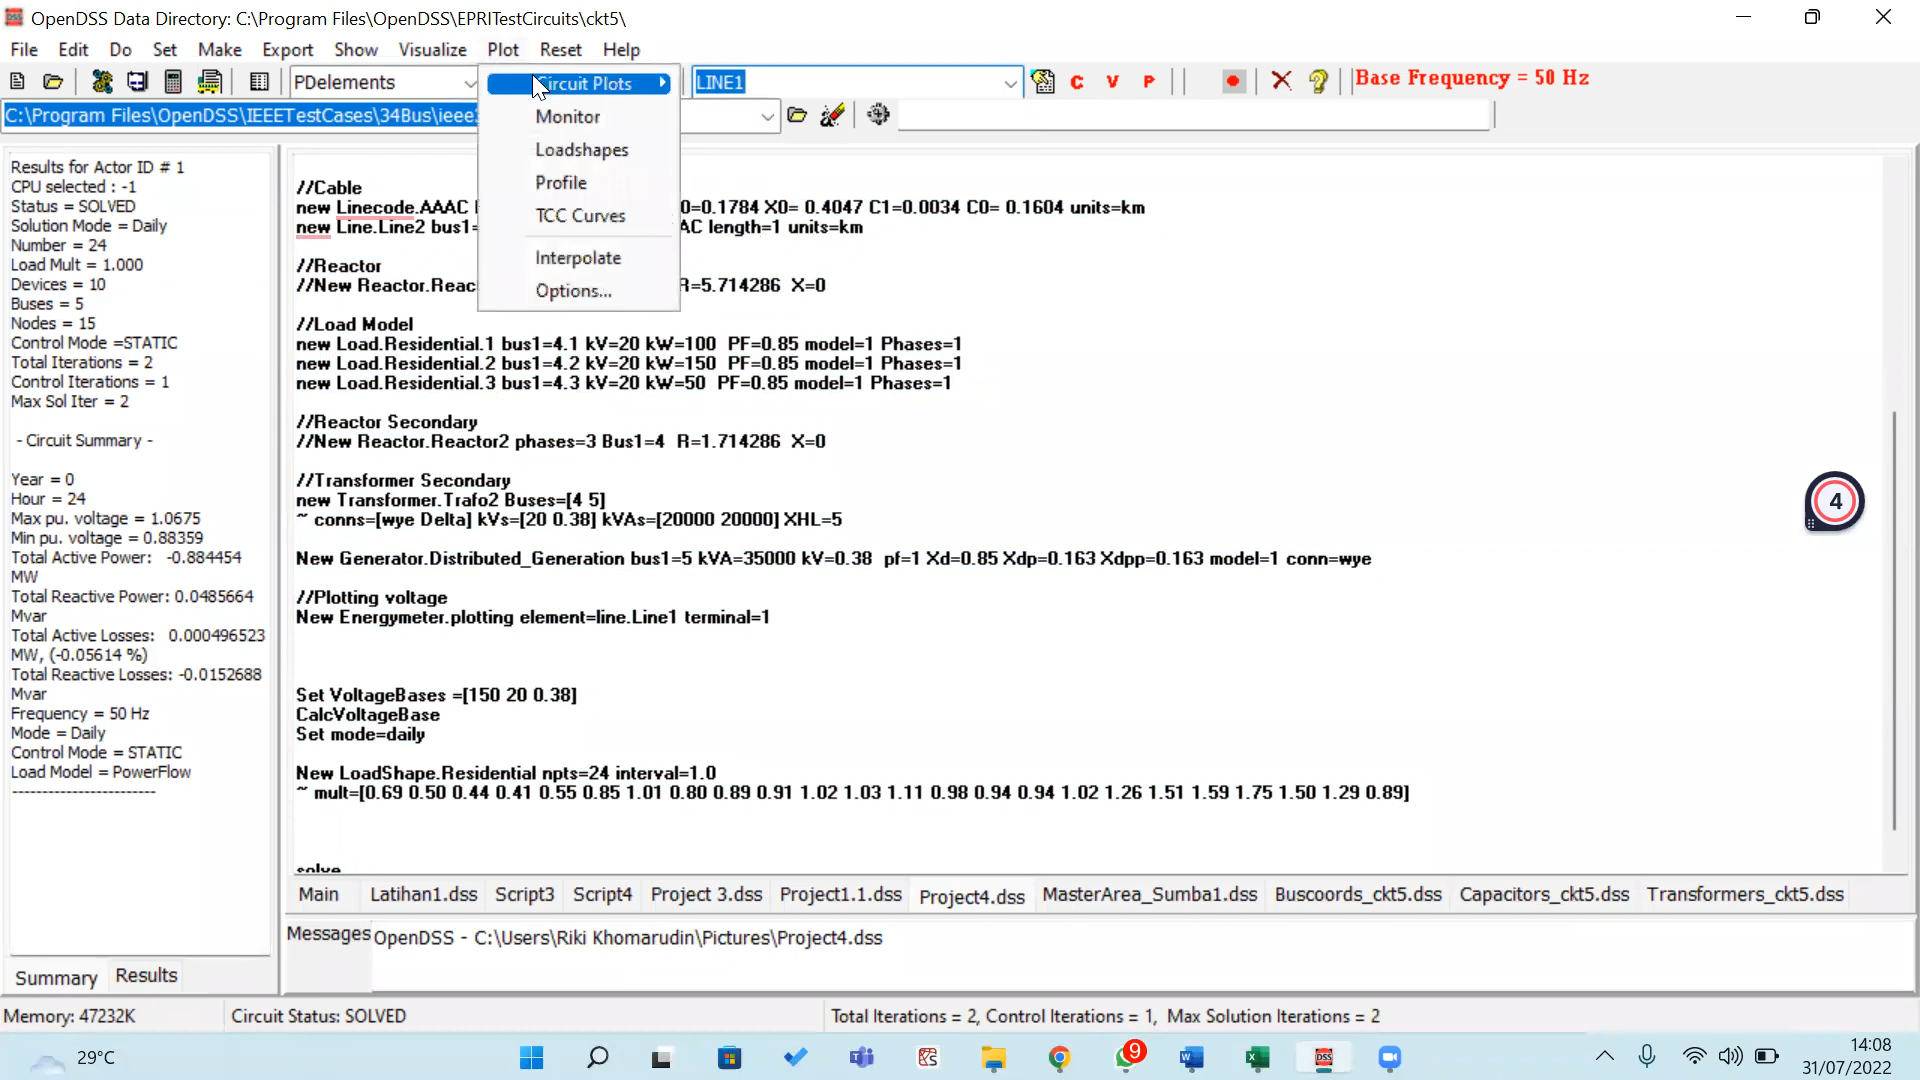 OpenDSS Data Directory: C:\Program Files\OpenDSS\EPRITestCircuits\ckt5\
File Edit Do Set Make Export Show Visualize Plot Reset Help
PDelements
LINE1
C V P
Base Frequency = 50 Hz
C:\Program Files\OpenDSS\IEEETestCases\34Bus\ieee
Circuit Plots
Monitor
Loadshapes
Profile
TCC Curves
Interpolate
Options...
Results for Actor ID # 1
CPU selected : -1
Status = SOLVED
Solution Mode = Daily
Number = 24
Load Mult = 1.000
Devices = 10
Buses = 5
Nodes = 15
Control Mode =STATIC
Total Iterations = 2
Control Iterations = 1
Max Sol Iter = 2
- Circuit Summary -
Year = 0
Hour = 24
Max pu. voltage = 1.0675
Min pu. voltage = 0.88359
Total Active Power: -0.884454
MW
Total Reactive Power: 0.0485664
Mvar
Total Active Losses: 0.000496523
MW, (-0.05614 %)
Total Reactive Losses: -0.0152688
Mvar
Frequency = 50 Hz
Mode = Daily
Control Mode = STATIC
Load Model = PowerFlow
-------------------------
Summary Results
//Cable
new Linecode.AAAC 0=0.1784 X0= 0.4047 C1=0.0034 C0= 0.1604 units=km
new Line.Line2 bus1= AC length=1 units=km
//Reactor
//New Reactor.Reac R=5.714286 X=0
//Load Model
new Load.Residential.1 bus1=4.1 kV=20 kW=100 PF=0.85 model=1 Phases=1
new Load.Residential.2 bus1=4.2 kV=20 kW=150 PF=0.85 model=1 Phases=1
new Load.Residential.3 bus1=4.3 kV=20 kW=50 PF=0.85 model=1 Phases=1
//Reactor Secondary
//New Reactor.Reactor2 phases=3 Bus1=4 R=1.714286 X=0
//Transformer Secondary
new Transformer.Trafo2 Buses=[4 5]
~ conns=[wye Delta] kVs=[20 0.38] kVAs=[20000 20000] XHL=5
New Generator.Distributed_Generation bus1=5 kVA=35000 kV=0.38 pf=1 Xd=0.85 Xdp=0.163 Xdpp=0.163 model=1 conn=wye
//Plotting voltage
New Energymeter.plotting element=line.Line1 terminal=1
Set VoltageBases =[150 20 0.38]
CalcVoltageBase
Set mode=daily
New LoadShape.Residential npts=24 interval=1.0
~ mult=[0.69 0.50 0.44 0.41 0.55 0.85 1.01 0.80 0.89 0.91 1.02 1.03 1.11 0.98 0.94 0.94 1.02 1.26 1.51 1.59 1.75 1.50 1.29 0.89]
solve
4
Main Latihan1.dss Script3 Script4 Project 3.dss Project1.1.dss Project4.dss MasterArea_Sumba1.dss Buscoords_ckt5.dss Capacitors_ckt5.dss Transformers_ckt5.dss
Messages OpenDSS - C:\Users\Riki Khomarudin\Pictures\Project4.dss
Memory: 47232K Circuit Status: SOLVED Total Iterations = 2, Control Iterations = 1, Max Solution Iterations = 2
29°C
9
DSS
14:08
31/07/2022